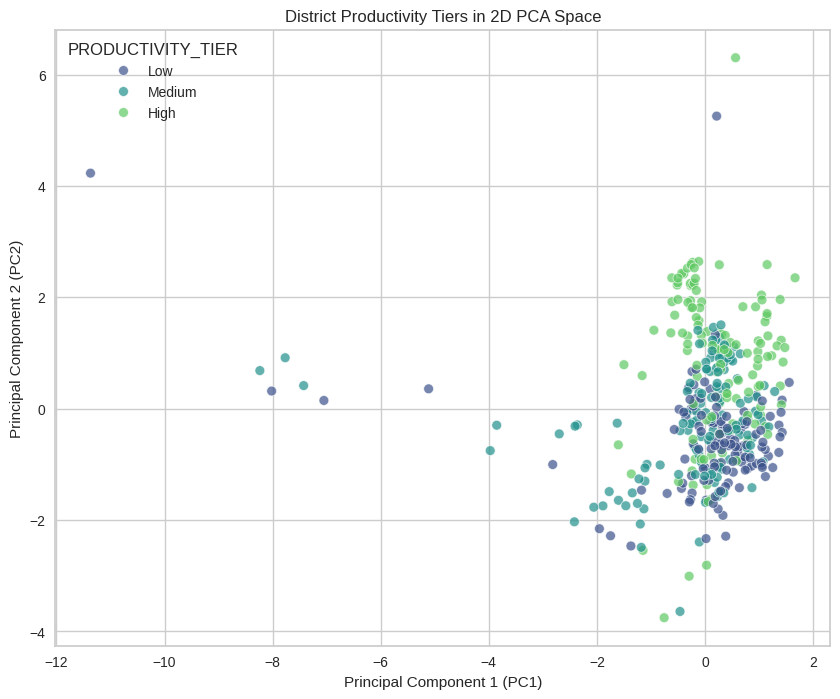 District Productivity Tiers in 2D PCA Space
PRODUCTIVITY_TIER
Low
Medium
High
6
4
2
0
−2
−4
Principal Component 2 (PC2)
−12
−10
−8
−6
−4
−2
0
2
Principal Component 1 (PC1)